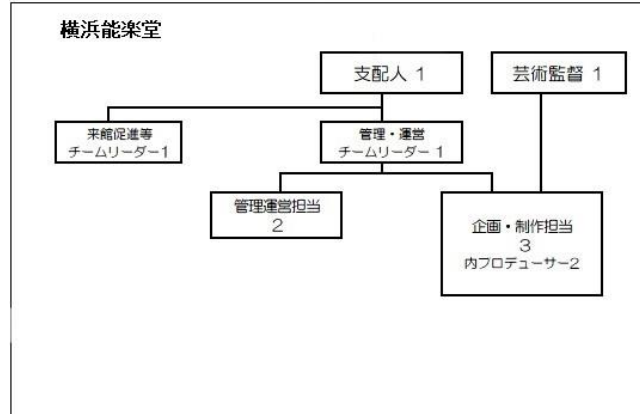 横浜能楽堂
支配人 1
芸術監督 1
来館促進等
チームリーダー1
管理・運営
チームリーダー 1
管理運営担当
2
企画・制作担当
3
内プロデューサー2